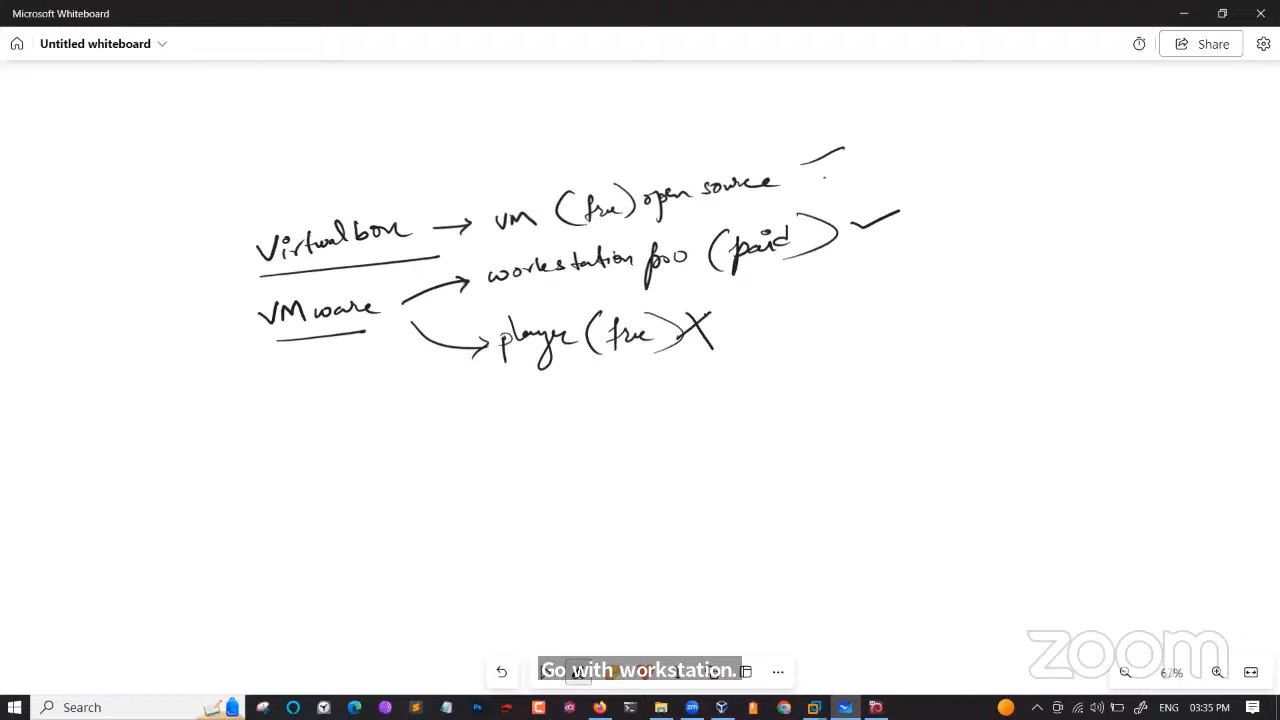 Microsoft Whiteboard
Untitled whiteboard
Share
Virtualbox → VM (free) open source
VMware → workstation pro (paid) ✓
→ player (free) X
Go with workstation.
67%
zoom
Search
ENG 03:35 PM